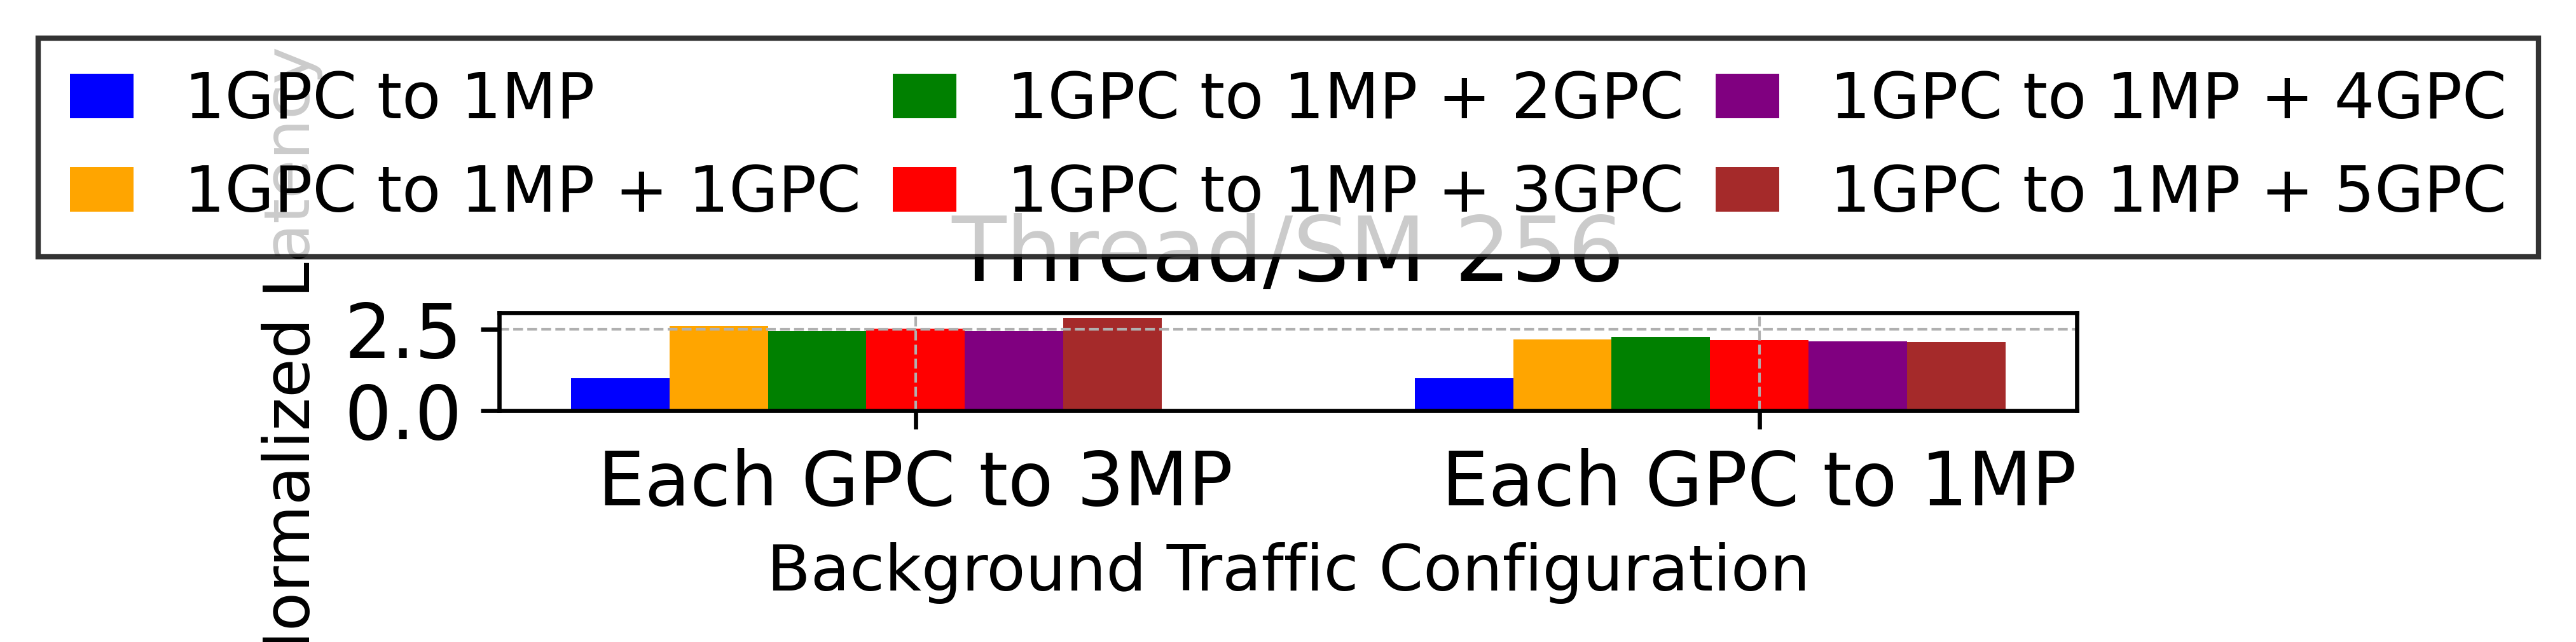 1GPC to 1MP
1GPC to 1MP + 1GPC
1GPC to 1MP + 2GPC
1GPC to 1MP + 3GPC
1GPC to 1MP + 4GPC
1GPC to 1MP + 5GPC
Thread/SM 256
Latency
2.5
0.0
Each GPC to 3MP
Each GPC to 1MP
Background Traffic Configuration